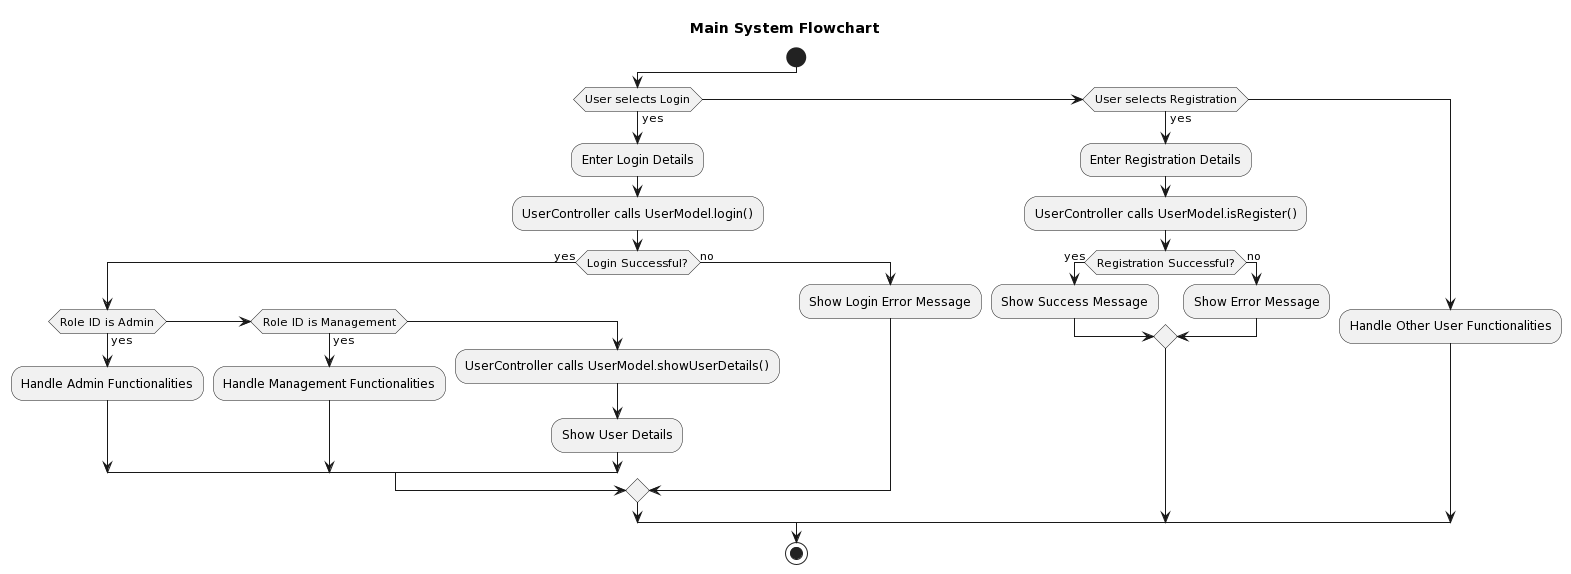 Main System Flowchart
User selects Login
User selects Registration
yes
yes
Enter Login Details
Enter Registration Details
UserController calls UserModel.login()
UserController calls UserModel.isRegister()
yes
Login Successful?
no
yes
Registration Successful?
no
Show Login Error Message
Show Success Message
Show Error Message
Role ID is Admin
Role ID is Management
Handle Other User Functionalities
yes
yes
UserController calls UserModel.showUserDetails()
Handle Admin Functionalities
Handle Management Functionalities
Show User Details